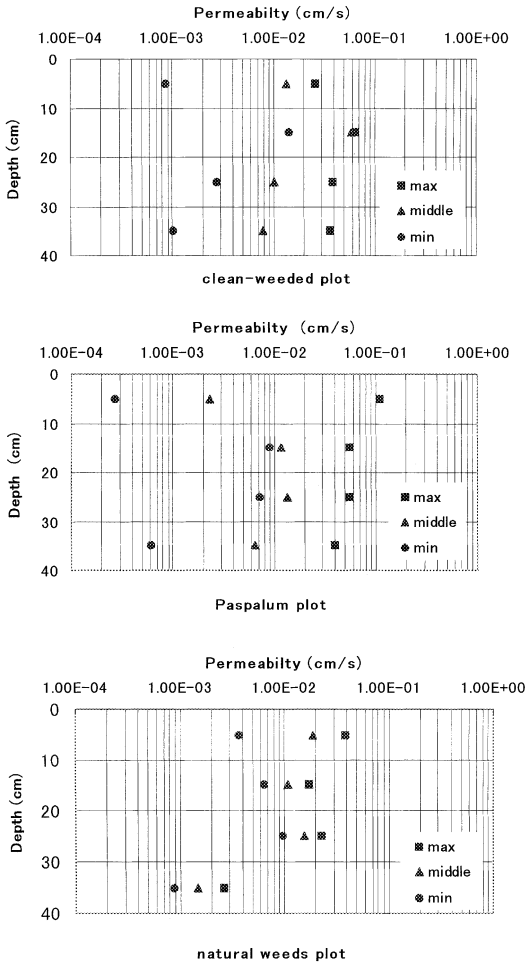 Permeabilty (cm/s)
1.00E-04 1.00E-03 1.00E-02 1.00E-01 1.00E+00
0
10
20
30
40
Depth (cm)
max
middle
min
clean-weeded plot
Permeabilty (cm/s)
1.00E-04 1.00E-03 1.00E-02 1.00E-01 1.00E+00
0
10
20
30
40
Depth (cm)
max
middle
min
Paspalum plot
Permeabilty (cm/s)
1.00E-04 1.00E-03 1.00E-02 1.00E-01 1.00E+00
0
10
20
30
40
Depth (cm)
max
middle
min
natural weeds plot